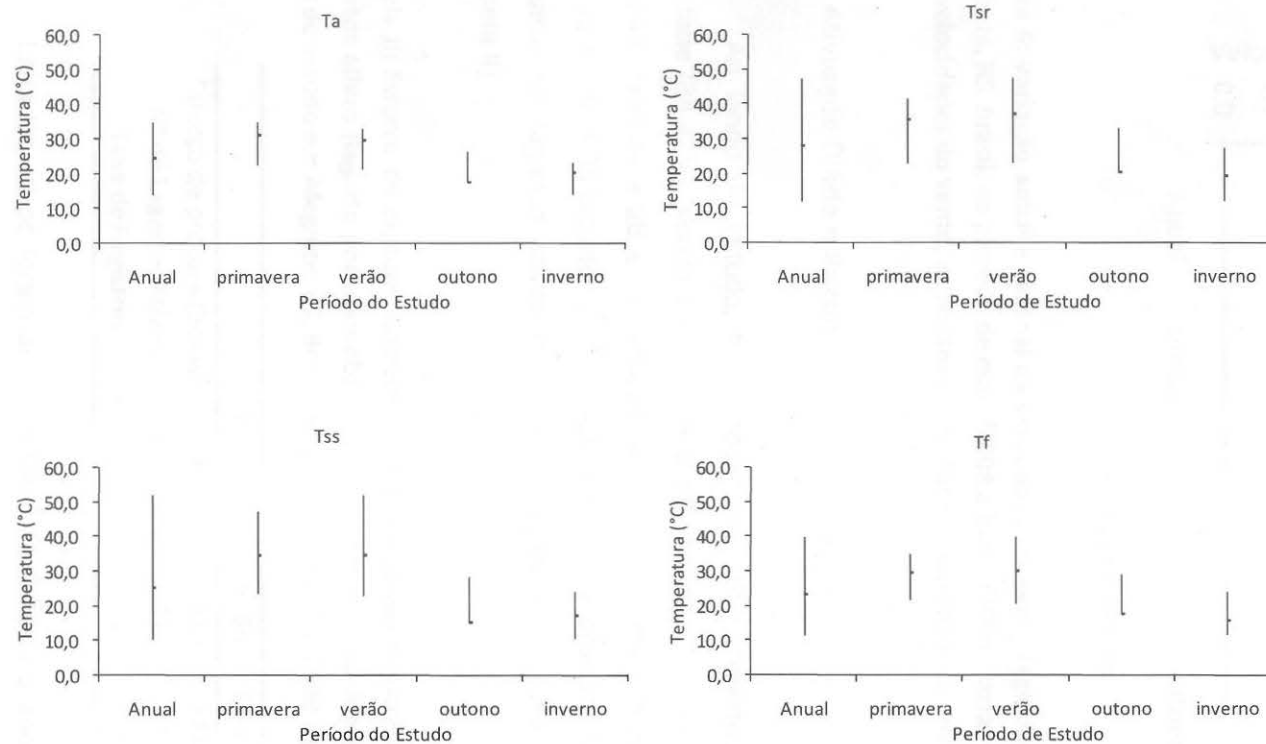 Ta
60,0
50,0
40,0
30,0
20,0
10,0
0,0
Temperatura (°C)
Anual primavera verão outono inverno
Período do Estudo
Tsr
60,0
50,0
40,0
30,0
20,0
10,0
0,0
Temperatura (°C)
Anual primavera verão outono inverno
Período de Estudo
Tss
60,0
50,0
40,0
30,0
20,0
10,0
0,0
Temperatura (°C)
Anual primavera verão outono inverno
Período do Estudo
Tf
60,0
50,0
40,0
30,0
20,0
10,0
0,0
Temperatura (°C)
Anual primavera verão outono inverno
Período de Estudo